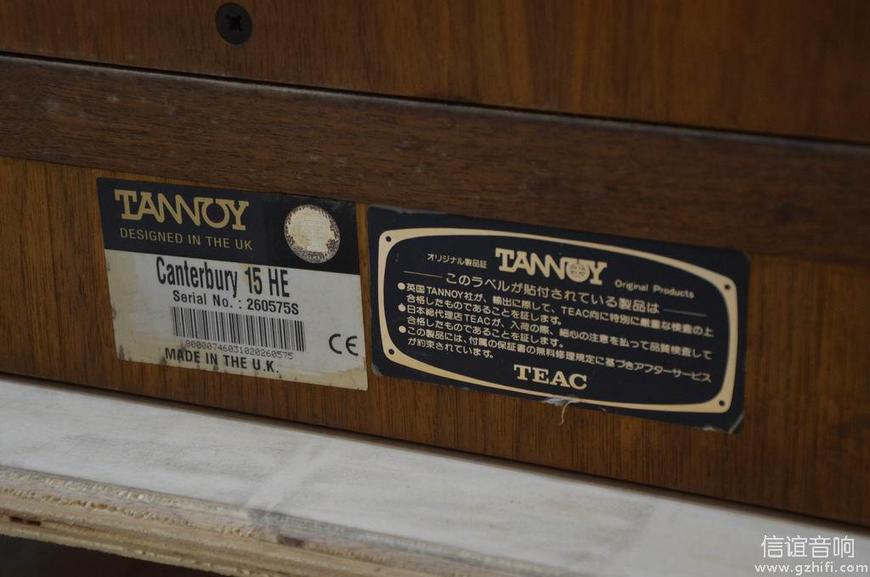 TANNOY
DESIGNED IN THE UK
Canterbury 15 HE
Serial No. : 260575S
CE
MADE IN THE U.K.
オリジナル製品証 TANNOY Original Products
このラベルが貼付されている製品は
●英国TANNOY社が、輸出に際して、TEAC向に特別に厳重な検査の上
合格したものであることを証します。
●日本総代理店TEACが、入荷の際、細心の注意を払って品質検査して
合格したものであることを証します。
●この製品には、付属の保証書の無料修理規定に基づきアフターサービス
が約束されています。
TEAC
信谊音响
www.gzhifi.com